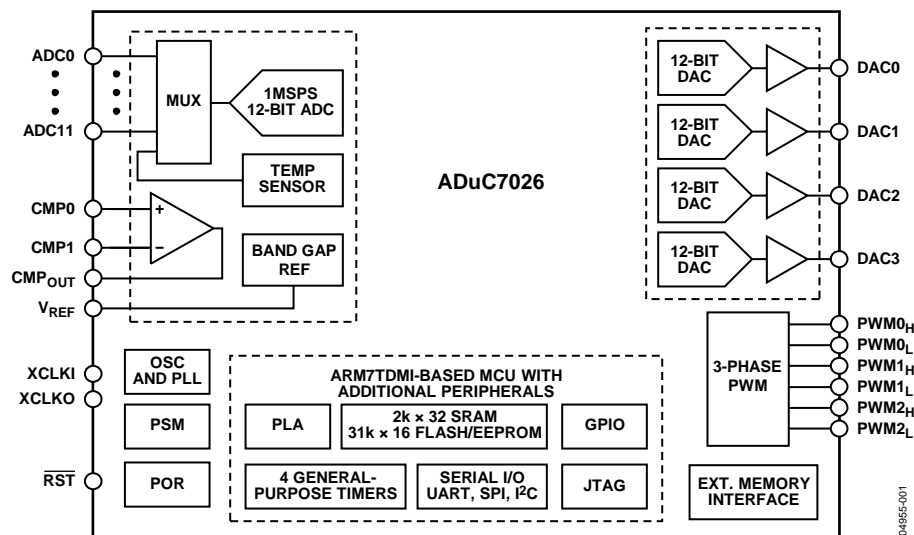 ADC0
ADC11
CMP0
CMP1
CMPOUT
VREF
XCLKI
XCLKO
RST
MUX
1MSPS
12-BIT ADC
TEMP
SENSOR
+
−
BAND GAP
REF
OSC
AND PLL
PSM
POR
ADuC7026
ARM7TDMI-BASED MCU WITH
ADDITIONAL PERIPHERALS
PLA
2k × 32 SRAM
31k × 16 FLASH/EEPROM
GPIO
4 GENERAL-
PURPOSE TIMERS
SERIAL I/O
UART, SPI, I2C
JTAG
12-BIT
DAC
12-BIT
DAC
12-BIT
DAC
12-BIT
DAC
DAC0
DAC1
DAC2
DAC3
3-PHASE
PWM
PWM0H
PWM0L
PWM1H
PWM1L
PWM2H
PWM2L
EXT. MEMORY
INTERFACE
04955-001